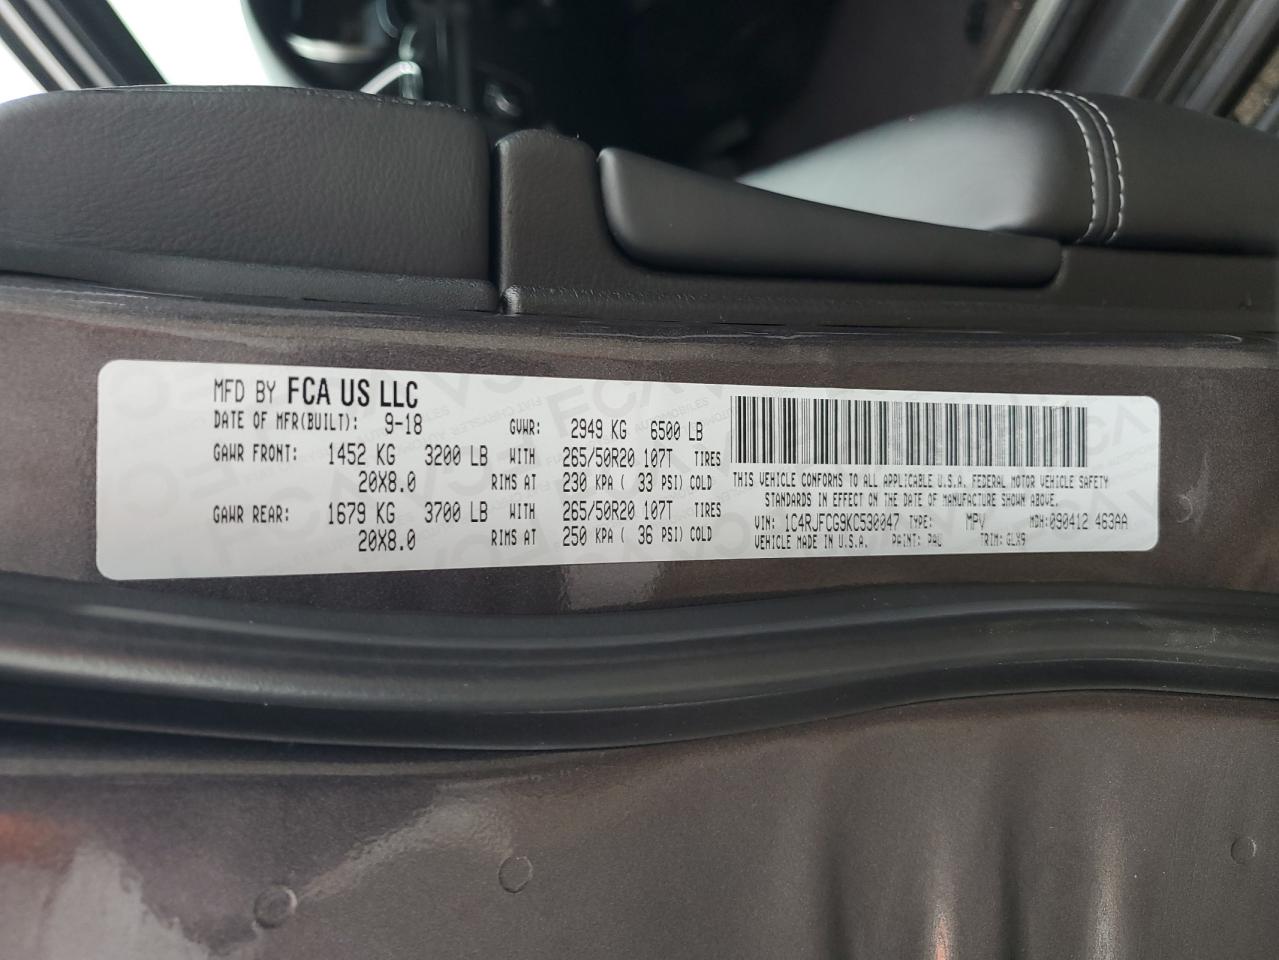 MFD BY FCA US LLC
DATE OF MFR(BUILT): 9-18 GVWR: 2949 KG 6500 LB
GAWR FRONT: 1452 KG 3200 LB WITH 265/50R20 107T TIRES
20X8.0 RIMS AT 230 KPA ( 33 PSI) COLD
GAWR REAR: 1679 KG 3700 LB WITH 265/50R20 107T TIRES
20X8.0 RIMS AT 250 KPA ( 36 PSI) COLD
THIS VEHICLE CONFORMS TO ALL APPLICABLE U.S.A. FEDERAL MOTOR VEHICLE SAFETY
STANDARDS IN EFFECT ON THE DATE OF MANUFACTURE SHOWN ABOVE.
VIN: 1C4RJFCG9KC530047 TYPE: MPV MDH: 090412 463AA
VEHICLE MADE IN U.S.A. PAINT: PAU TRIM: GLX9